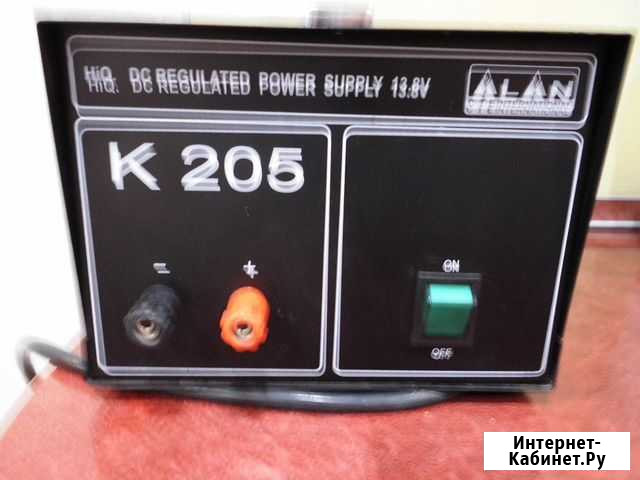 HiQ. DC REGULATED POWER SUPPLY 13.8V
ALAN
K 205
- +
ON
OFF
Интернет-
Кабинет.Ру